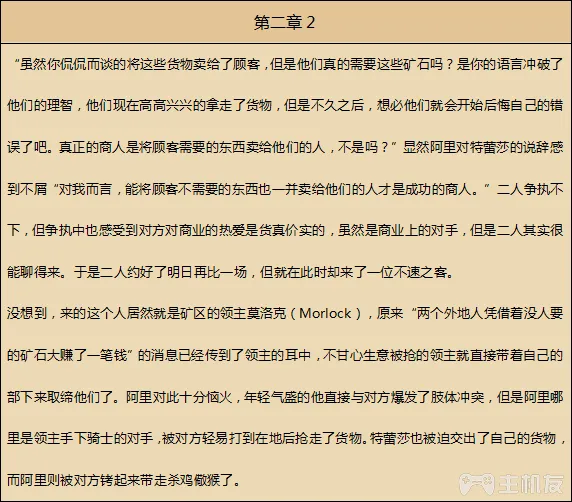 第二章 2
“虽然你侃侃而谈的将这些货物卖给了顾客，但是他们真的需要这些矿石吗？是你的语言冲破了
他们的理智，他们现在高高兴兴的拿走了货物，但是不久之后，想必他们就会开始后悔自己的错
误了吧。真正的商人是将顾客需要的东西卖给他们的人，不是吗？”显然阿里对特蕾莎的说辞感
到不屑“对我而言，能将顾客不需要的东西也一并卖给他们的人才是成功的商人。”二人争执不
下，但争执中也感受到对方对商业的热爱是货真价实的，虽然是商业上的对手，但是二人其实很
能聊得来。于是二人约好了明日再比一场，但就在此时却来了一位不速之客。
没想到，来的这个人居然就是矿区的领主莫洛克（Morlock），原来“两个外地人凭借着没人要
的矿石大赚了一笔钱”的消息已经传到了领主的耳中，不甘心生意被抢的领主就直接带着自己的
部下来取缔他们了。阿里对此十分恼火，年轻气盛的他直接与对方爆发了肢体冲突，但是阿里哪
里是领主手下骑士的对手，被对方轻易打到在地后抢走了货物。特蕾莎也被迫交出了自己的货物，
而阿里则被对方铐起来带走杀鸡儆猴了。
主机友